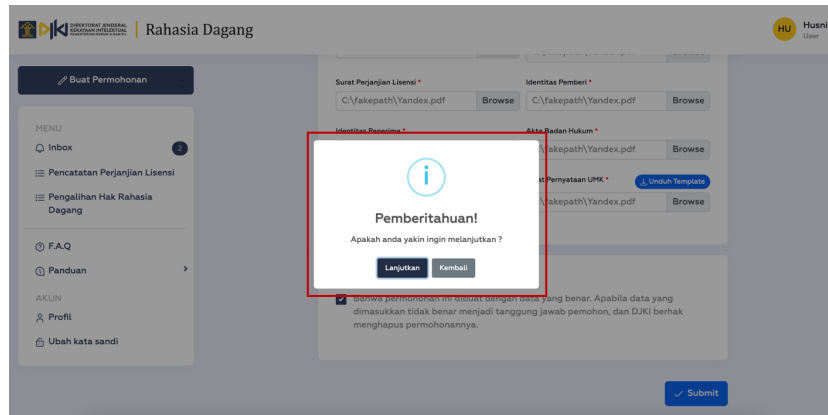 DIREKTORAT JENDERAL
KEKAYAAN INTELEKTUAL
Rahasia Dagang
HU
Husni
User
Buat Permohonan
MENU
Inbox
2
Pencatatan Perjanjian Lisensi
Pengalihan Hak Rahasia
Dagang
F.A.Q
Panduan
AKUN
Profil
Ubah kata sandi
Surat Perjanjian Lisensi *
Identitas Pemberi *
C:\fakepath\Yandex.pdf
Browse
C:\fakepath\Yandex.pdf
Browse
Identitas Penerima *
Akta Badan Hukum *
\fakepath\Yandex.pdf
Browse
at Pernyataan UMK *
Unduh Template
\fakepath\Yandex.pdf
Browse
Pemberitahuan!
Apakah anda yakin ingin melanjutkan ?
Lanjutkan
Kembali
Bahwa permohonan ini dibuat dengan data yang benar. Apabila data yang
dimasukkan tidak benar menjadi tanggung jawab pemohon, dan DJKI berhak
menghapus permohonannya.
Submit